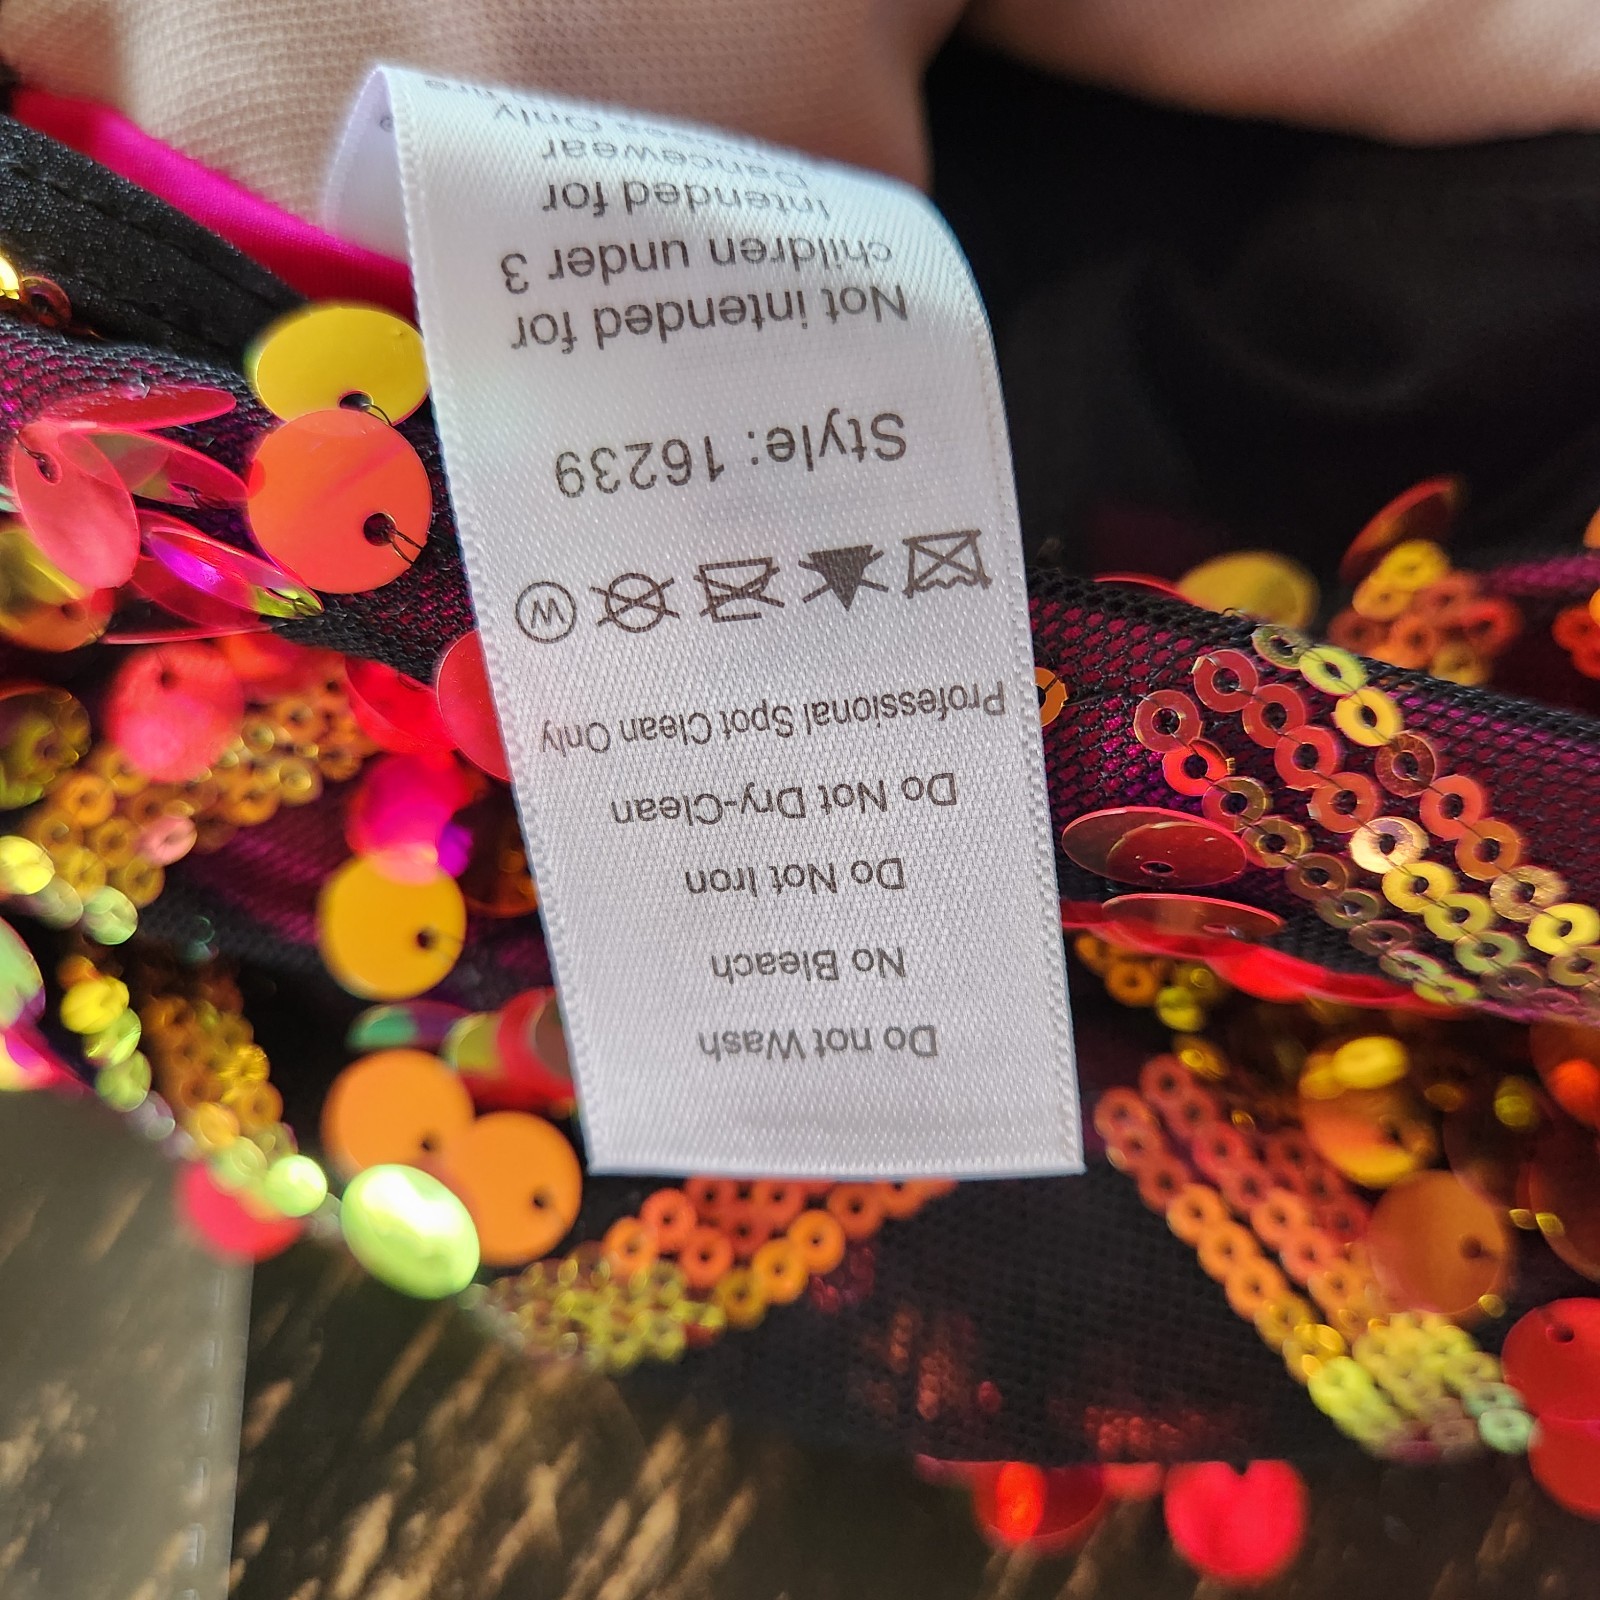 Do not Wash
No Bleach
Do Not Iron
Do Not Dry-Clean
Professional Spot Clean Only
W
Style: 16239
Not intended for
children under 3
Intended for
Dancewear
Only